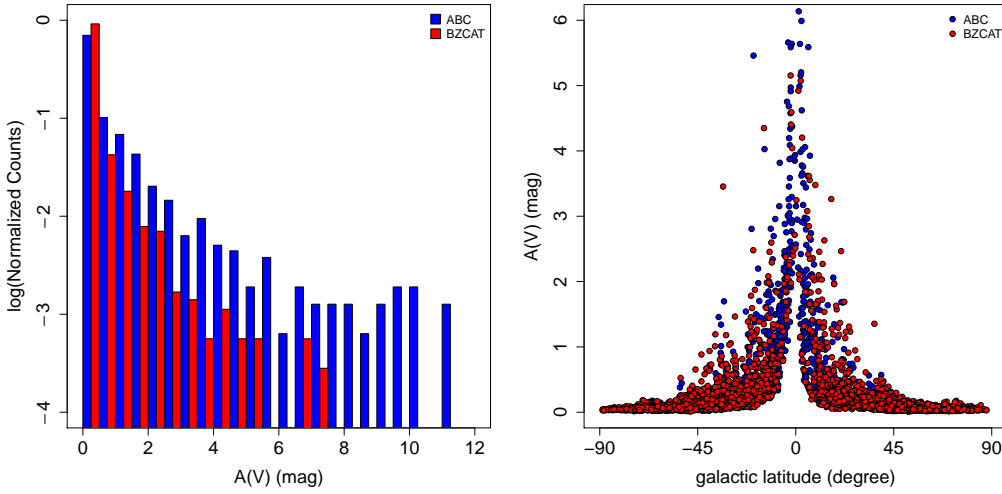 ABC
BZCAT
0
−1
−2
−3
−4
log(Normalized Counts)
0 2 4 6 8 10 12
A(V) (mag)
ABC
BZCAT
6
5
4
3
2
1
0
A(V) (mag)
−90 −45 0 45 90
galactic latitude (degree)